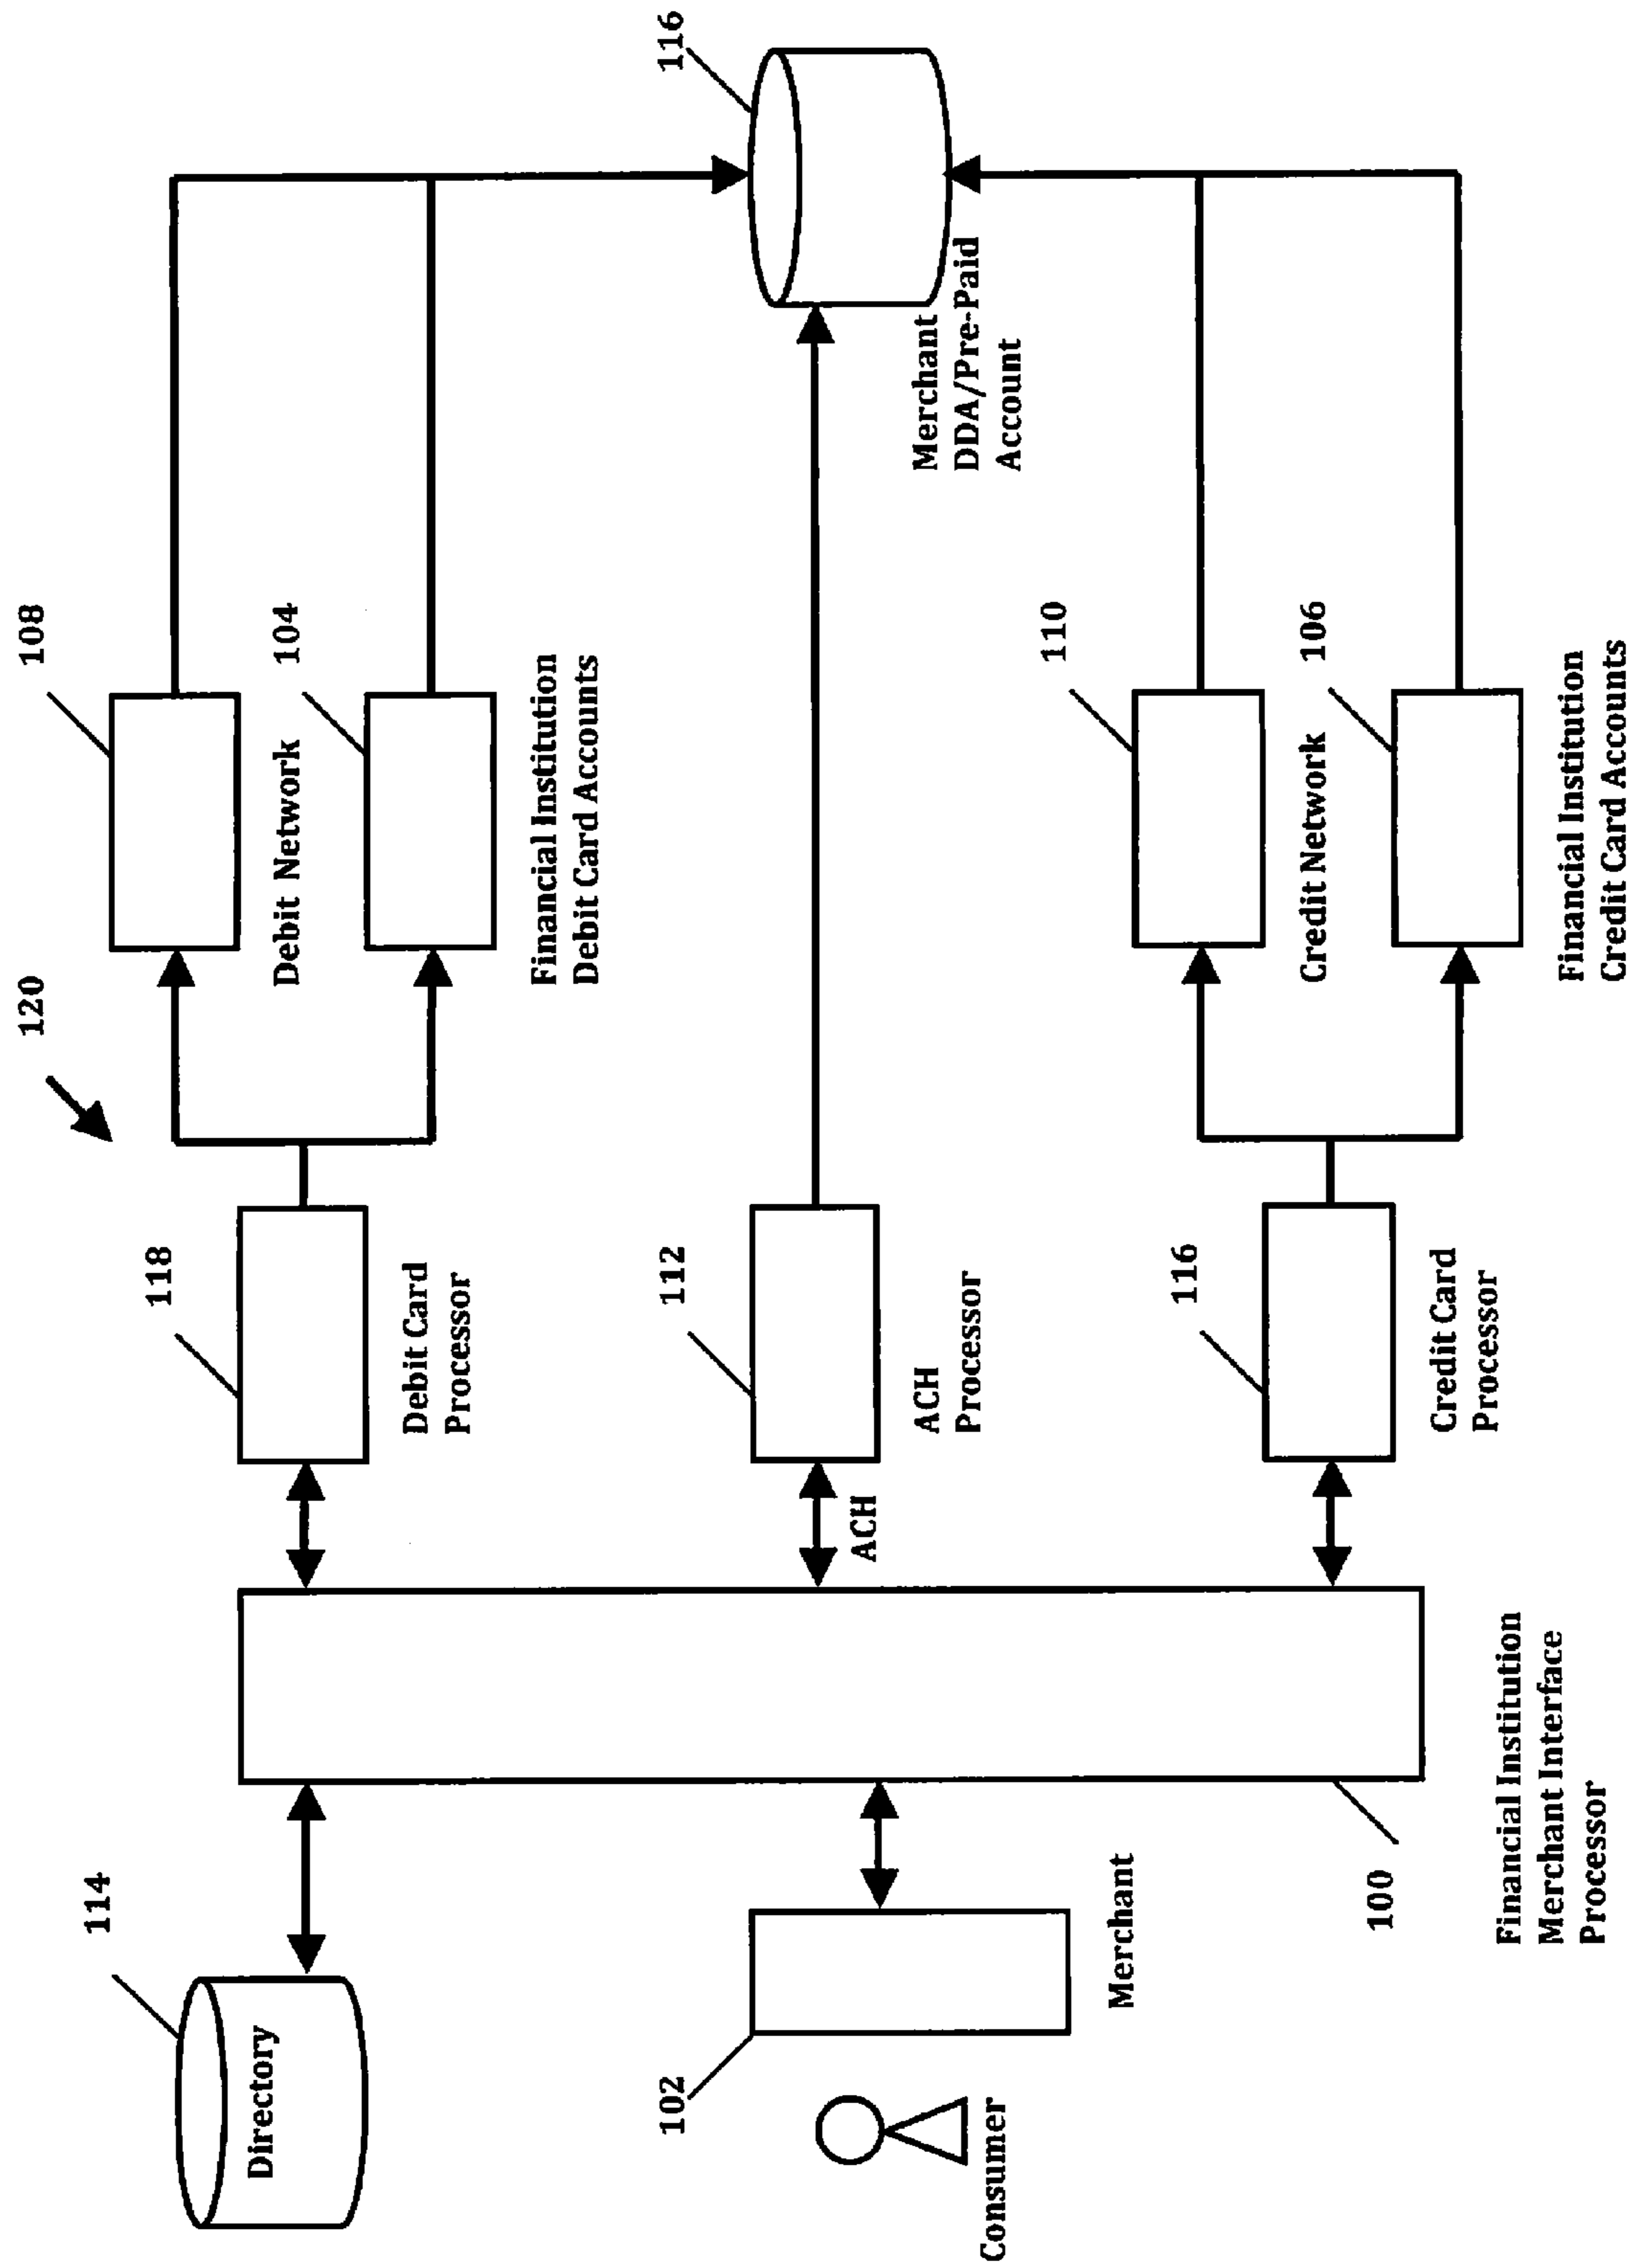 120
108
Debit Network
104
Financial Institution
Debit Card Accounts
118
Debit Card
Processor
114
Directory
116
Merchant
DDA/Pre-Paid
Account
112
ACH
Processor
ACH
102
Consumer
Merchant
100
Financial Institution
Merchant Interface
Processor
116
Credit Card
Processor
110
Credit Network
106
Financial Institution
Credit Card Accounts